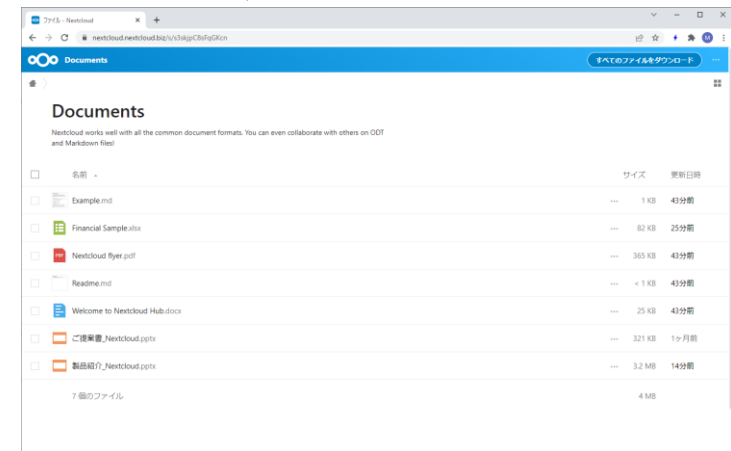 ファイル - Nextcloud
nextcloud.nextcloud.biz/s/s3skjpC8sFqGKcn
M
Documents
すべてのファイルをダウンロード
Documents
Nextcloud works well with all the common document formats. You can even collaborate with others on ODT
and Markdown files!
名前 サイズ 更新日時
Example.md 1 KB 43分前
Financial Sample.xlsx 82 KB 25分前
PDF Nextcloud flyer.pdf 365 KB 43分前
Readme.md < 1 KB 43分前
Welcome to Nextcloud Hub.docx 25 KB 43分前
ご提案書_Nextcloud.pptx 321 KB 1ヶ月前
製品紹介_Nextcloud.pptx 3.2 MB 14分前
7 個のファイル 4 MB